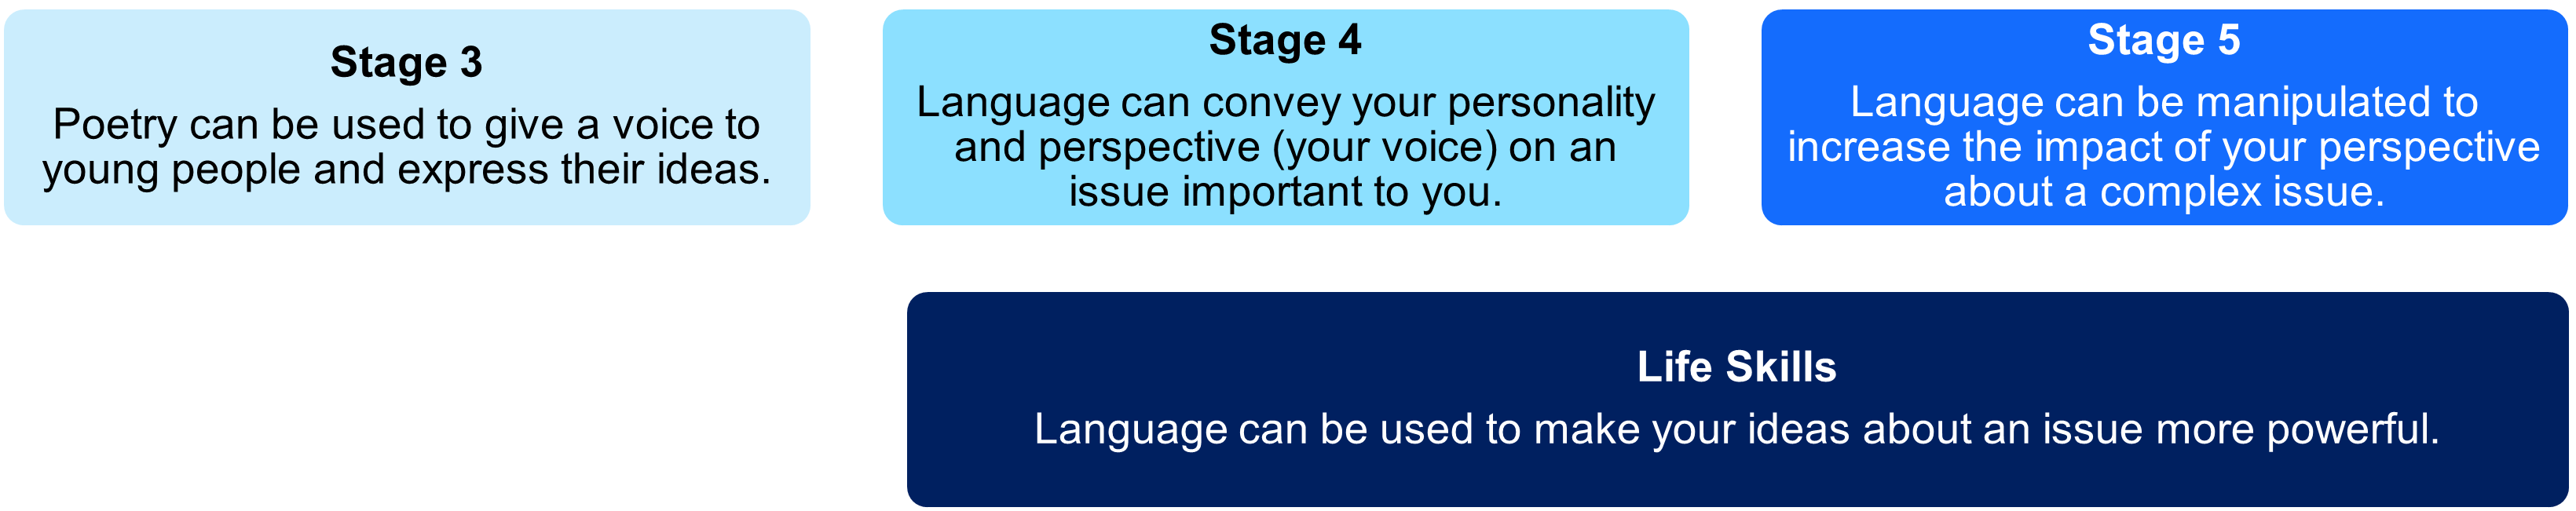 Stage 3
Poetry can be used to give a voice to
young people and express their ideas.
Stage 4
Language can convey your personality
and perspective (your voice) on an
issue important to you.
Stage 5
Language can be manipulated to
increase the impact of your perspective
about a complex issue.
Life Skills
Language can be used to make your ideas about an issue more powerful.